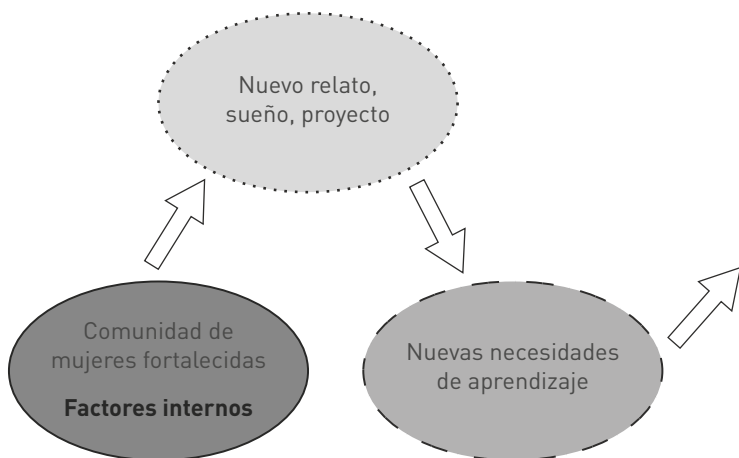 Nuevo relato,
sueño, proyecto
Comunidad de
mujeres fortalecidas
Factores internos
Nuevas necesidades
de aprendizaje